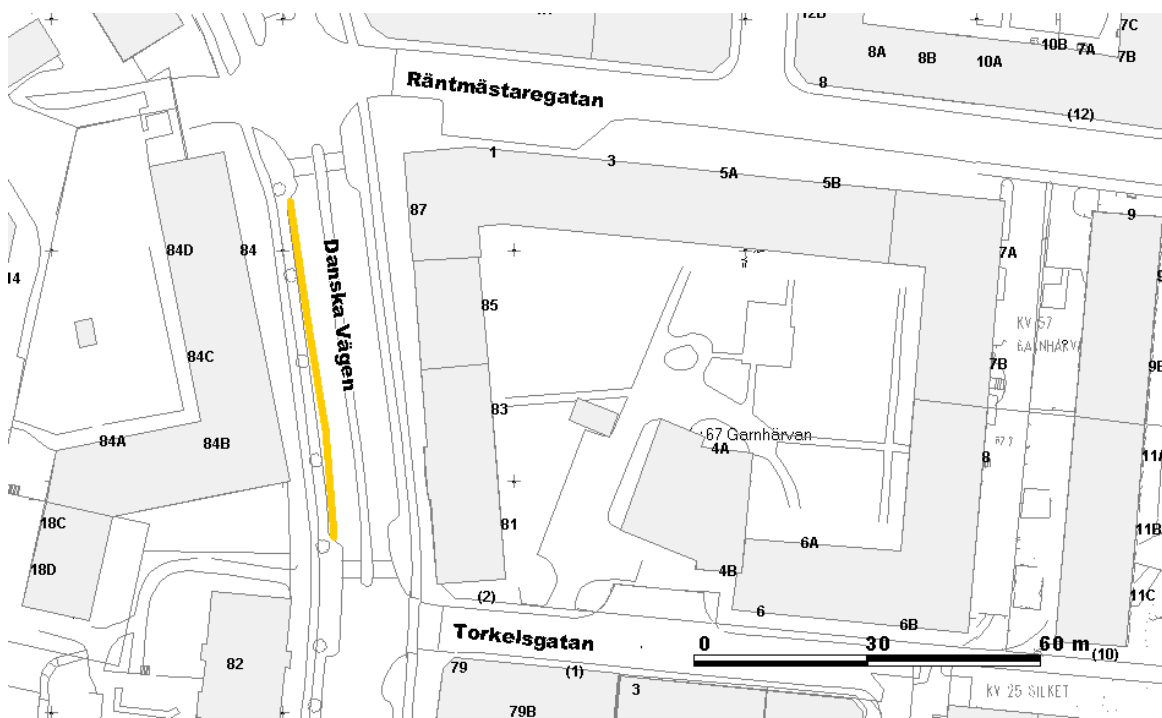 12B
7C
8A
8B
10B
7A
7B
10A
8
Räntmästaregatan
(12)
1
3
5A
5B
87
9
84D
84
7A
14
Danska Vägen
85
KV 57
84C
7B
9B
83
84A
84B
67 Garnhärvan
4A
8
11A
81
18C
11B
6A
18D
4B
11C
(2)
6
6B
Torkelsgatan
0 30 60 m
(10)
82
79
(1)
3
KV 25 SILKET
79B